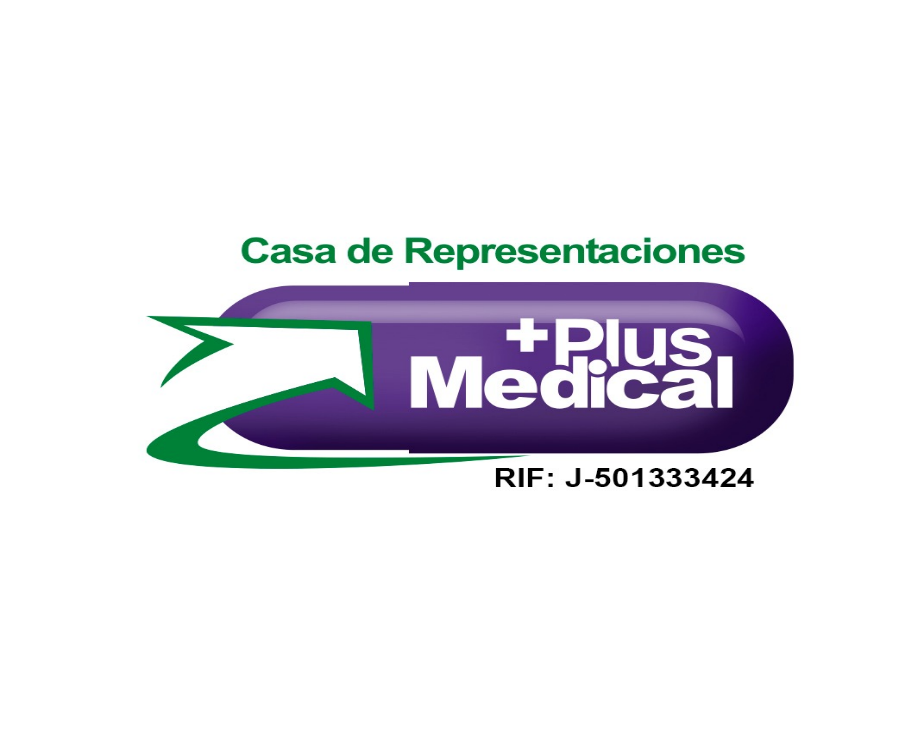 Casa de Representaciones
+Plus
Medical
RIF: J-501333424